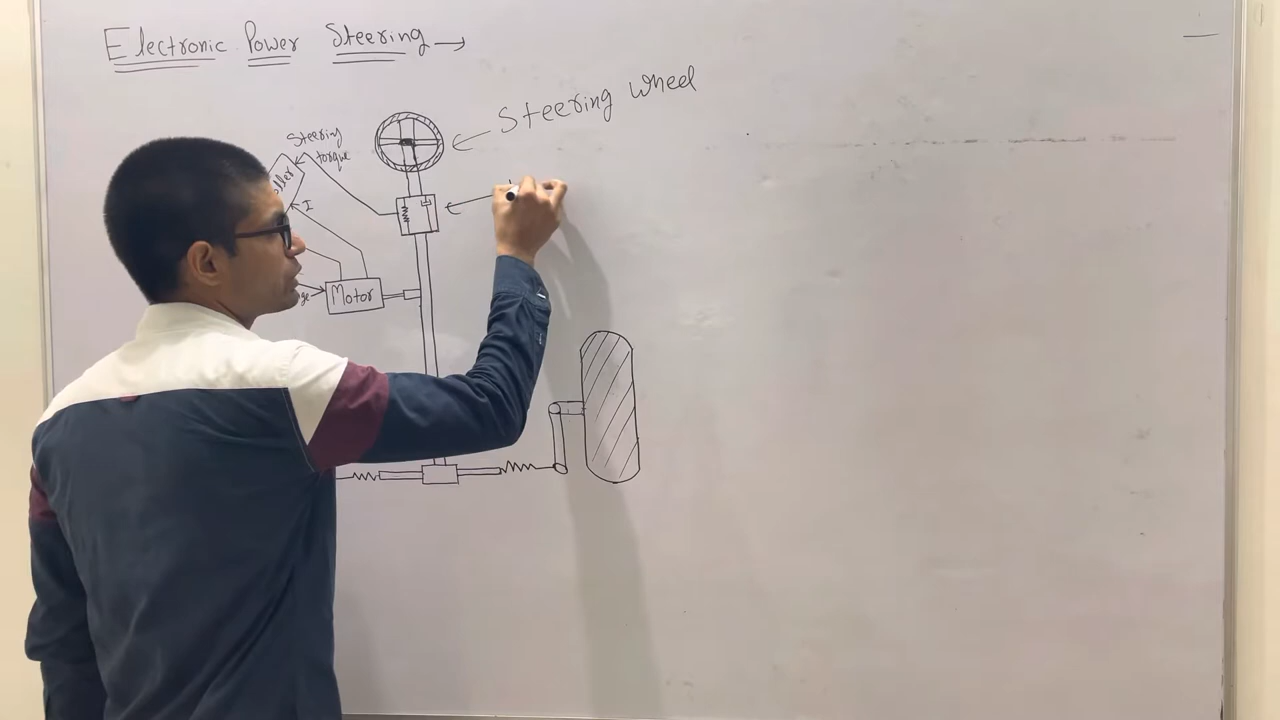 Electronic Power Steering →
Steering wheel
Steering
torque
I
Motor